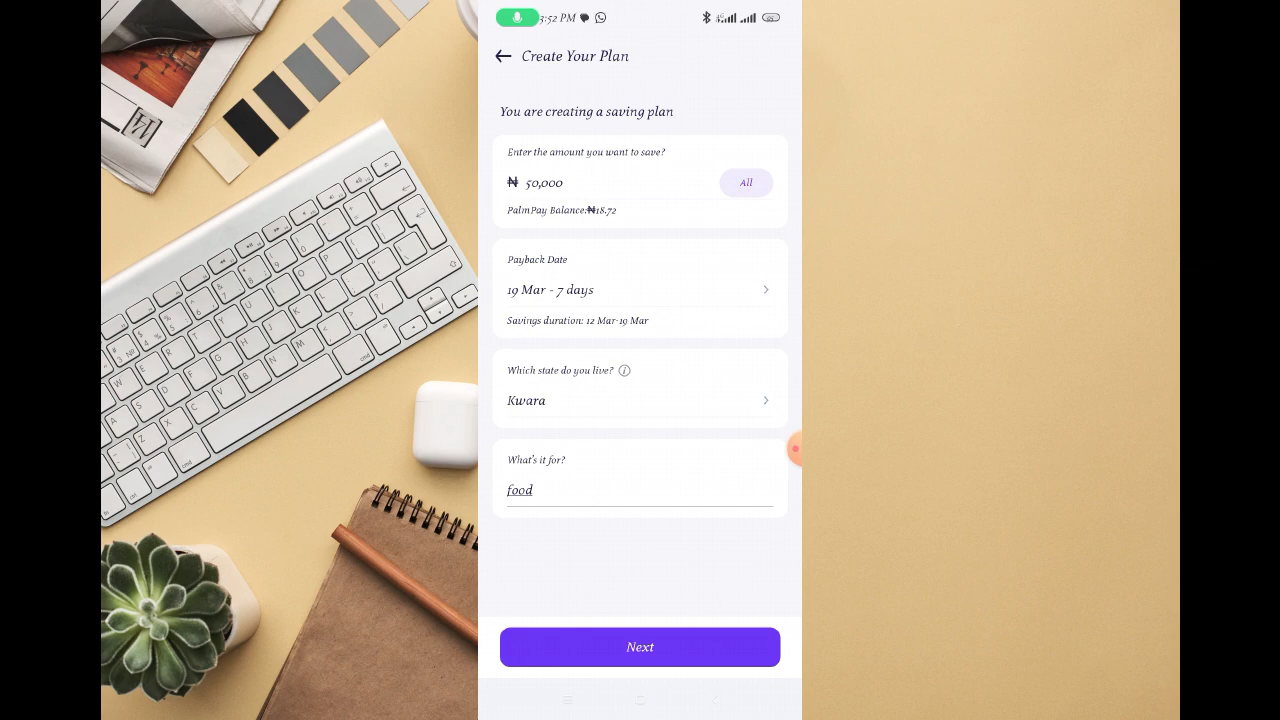 3:52 PM
Create Your Plan
You are creating a saving plan
Enter the amount you want to save?
₦ 50,000
All
PalmPay Balance:₦18.72
Payback Date
19 Mar - 7 days
Savings duration: 12 Mar-19 Mar
Which state do you live?
Kwara
What's it for?
food
Next